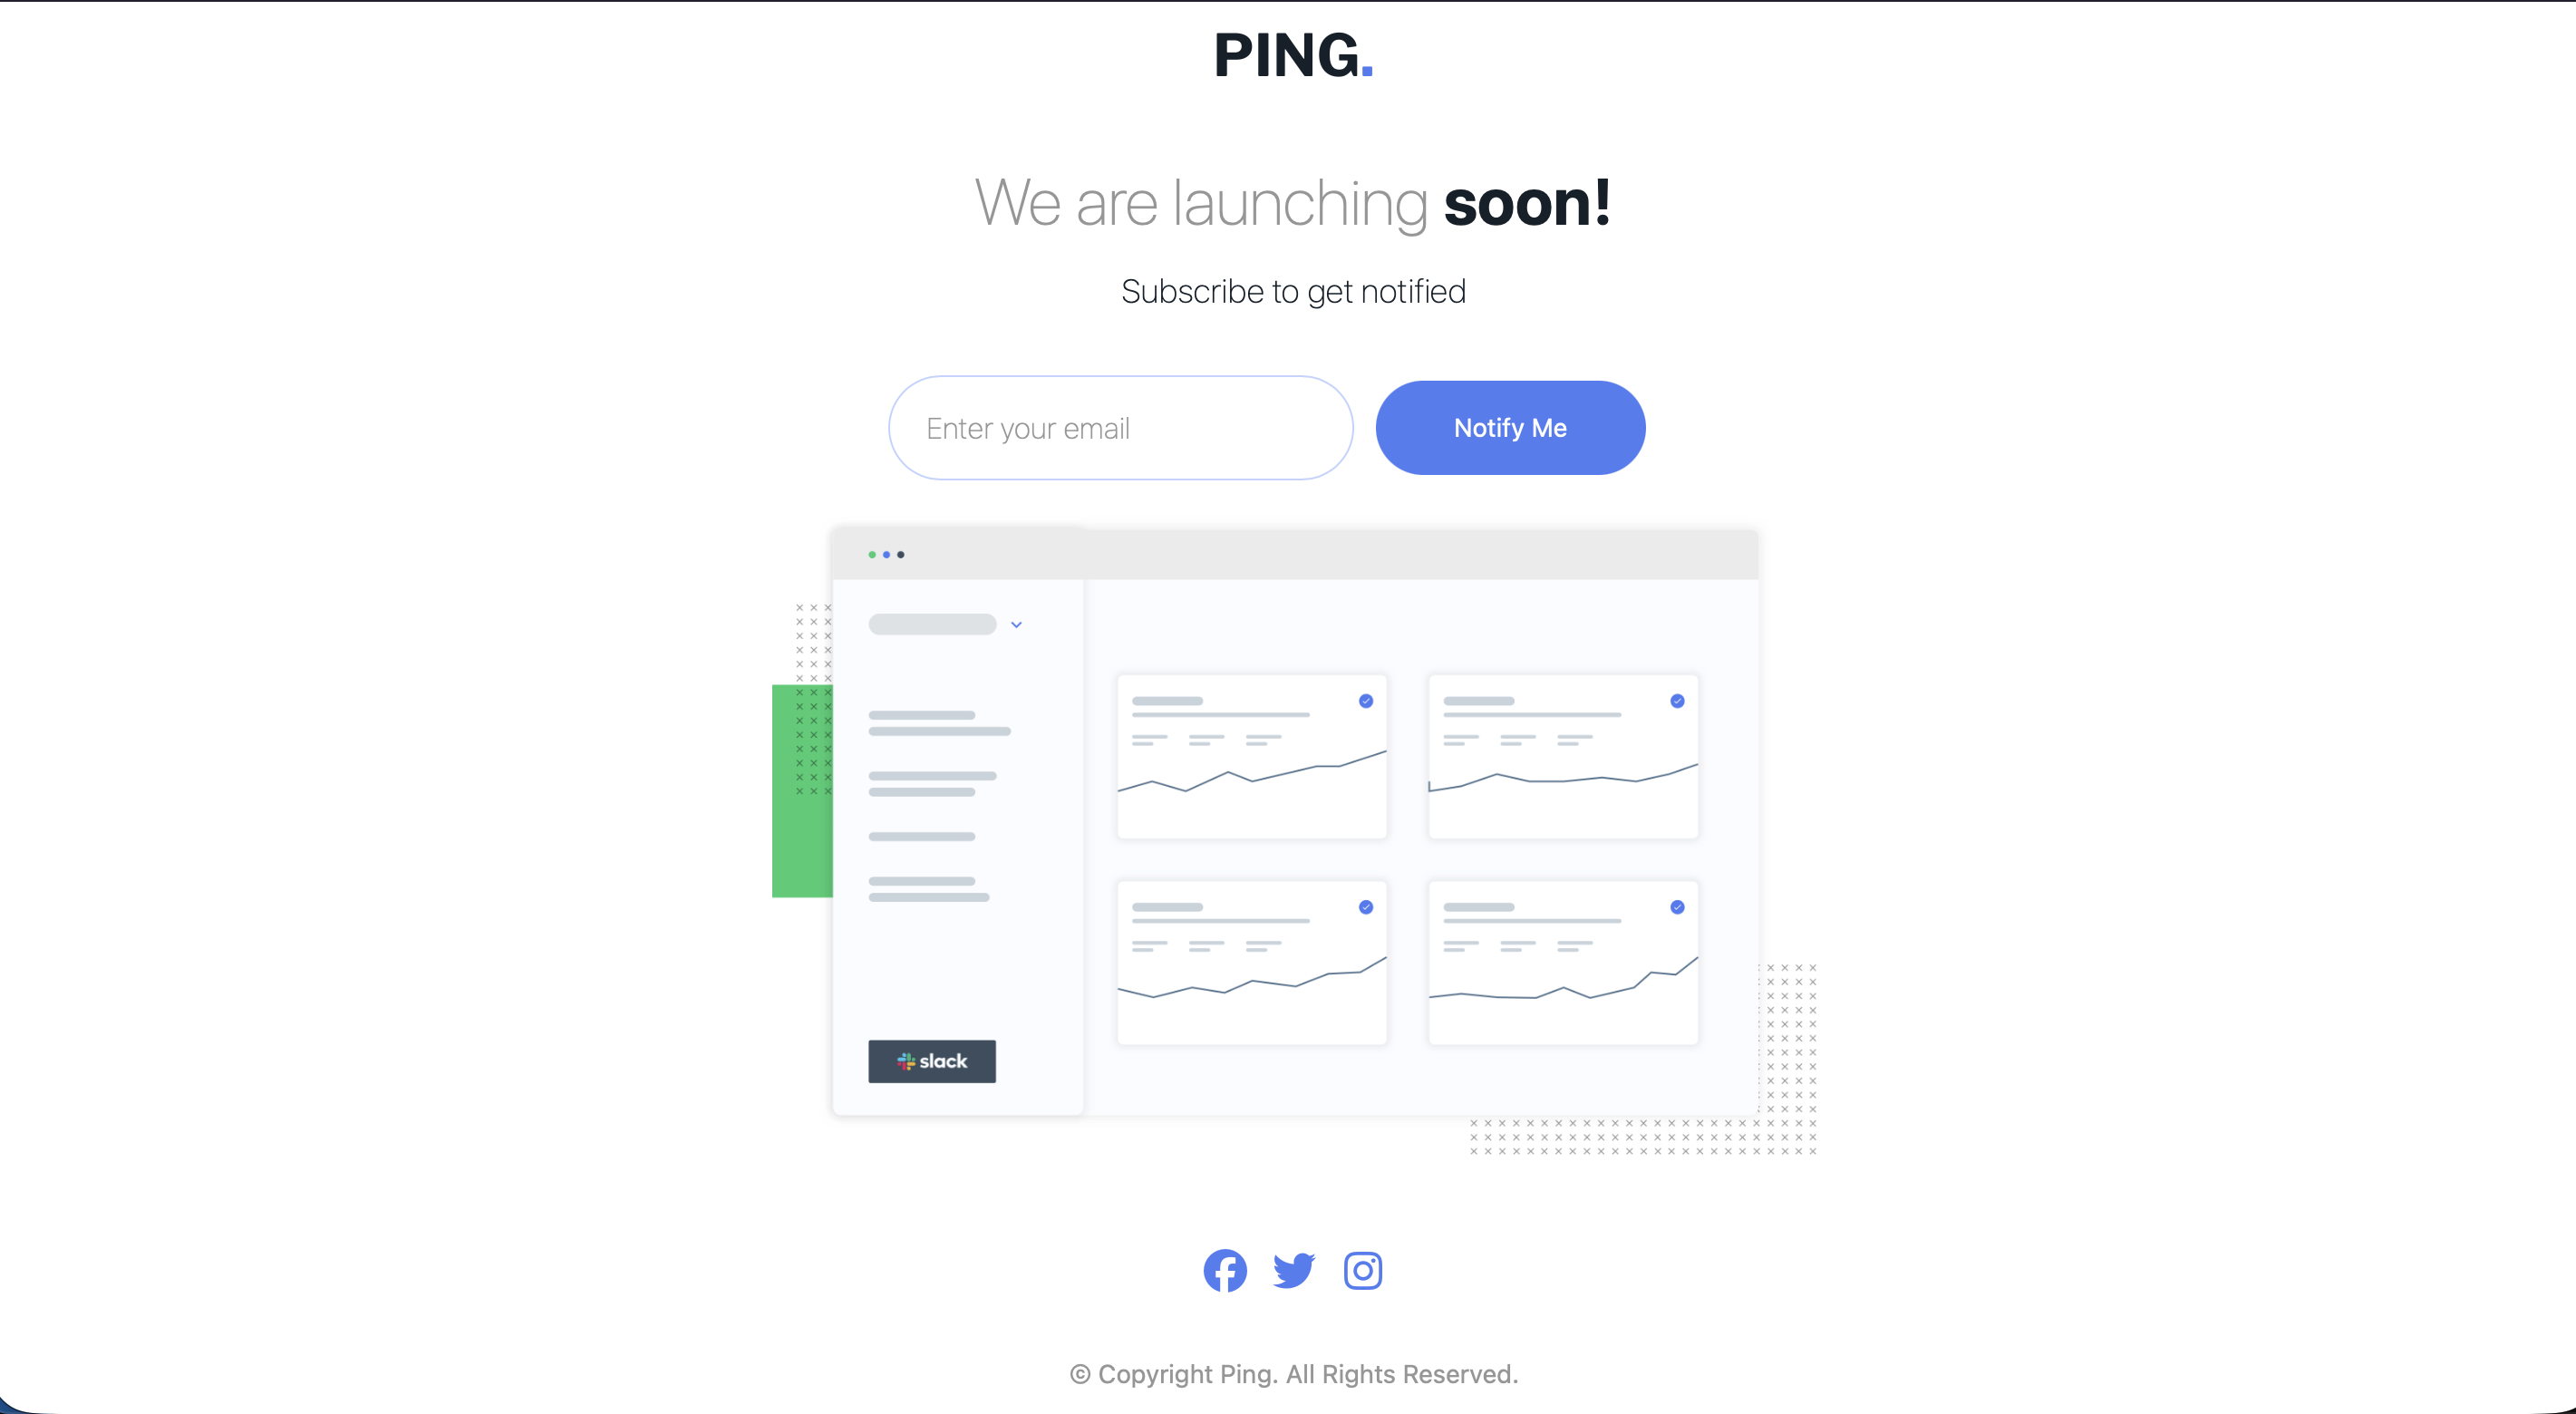 PING.
We are launching soon!
Subscribe to get notified
Enter your email
Notify Me
slack
© Copyright Ping. All Rights Reserved.